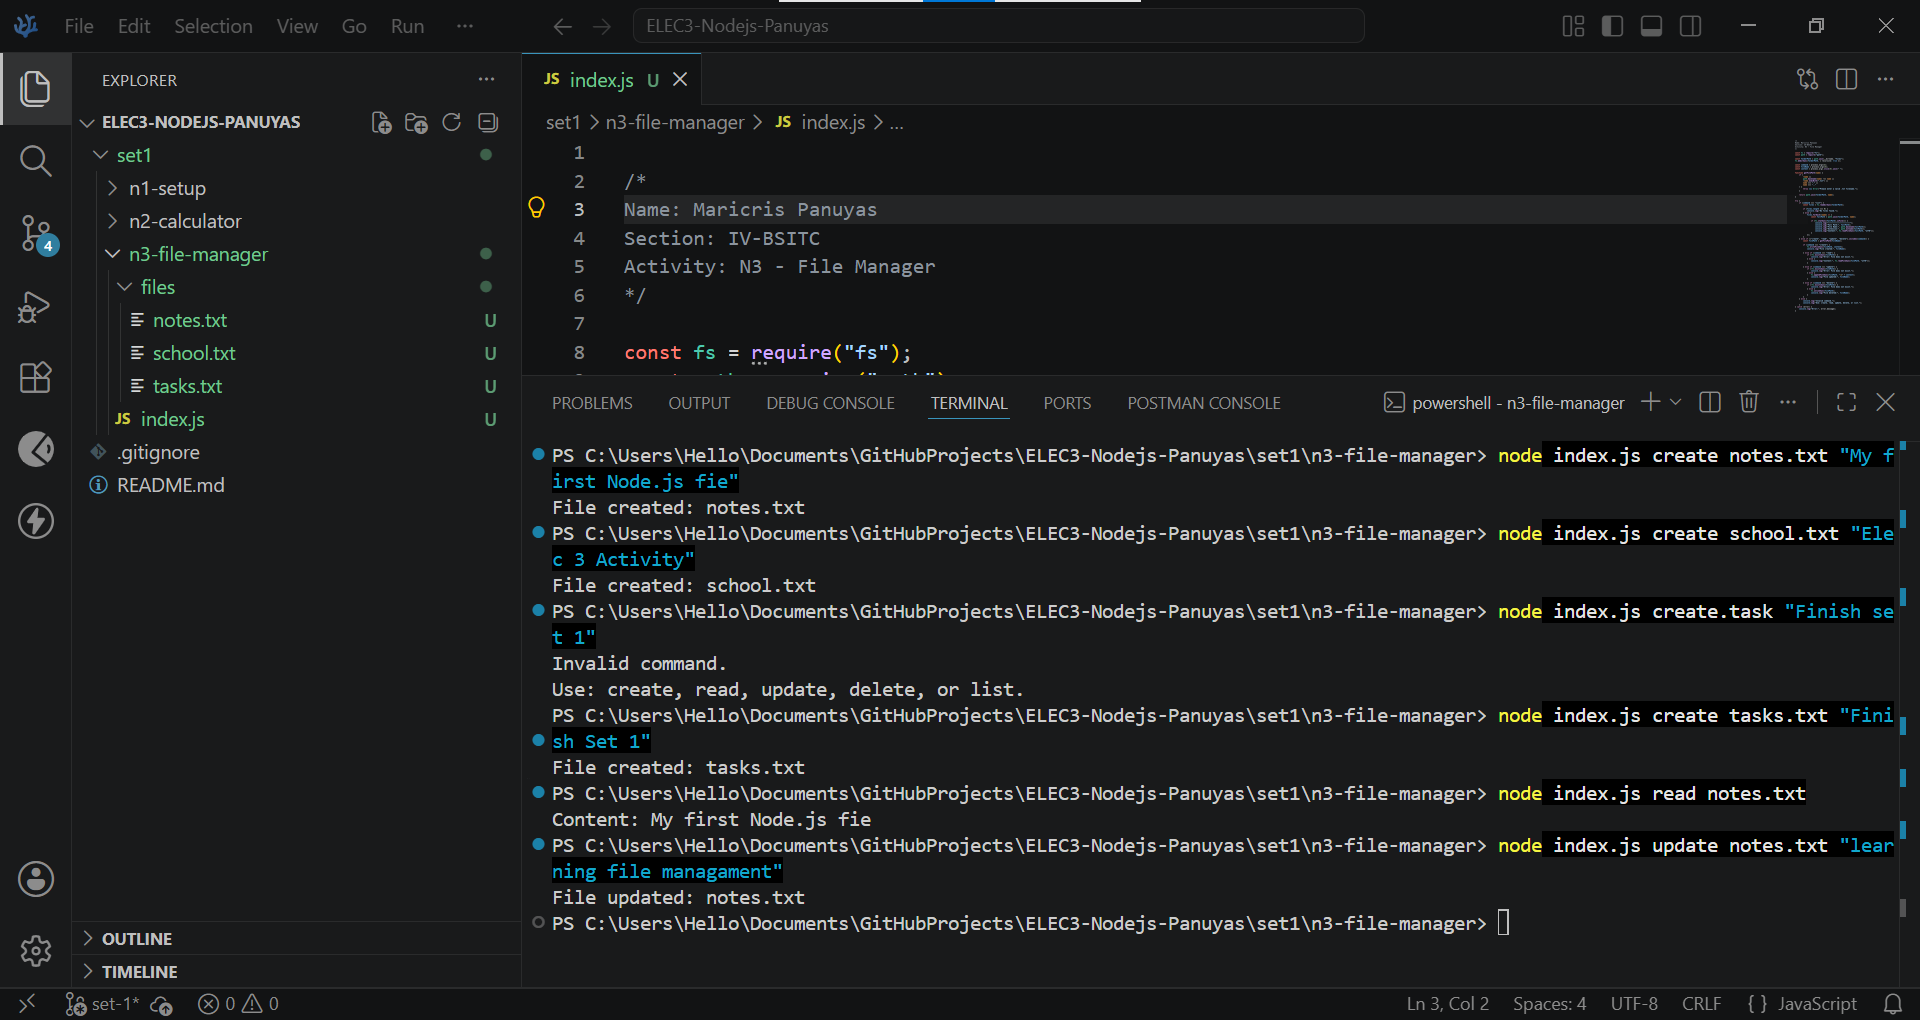 File Edit Selection View Go Run ···
ELEC3-Nodejs-Panuyas
EXPLORER
ELEC3-NODEJS-PANUYAS
set1
n1-setup
n2-calculator
n3-file-manager
files
notes.txt U
school.txt U
tasks.txt U
JS index.js U
.gitignore
README.md
OUTLINE
TIMELINE
4
JS index.js U
set1 > n3-file-manager > JS index.js > ...
1
2 /*
3 Name: Maricris Panuyas
4 Section: IV-BSITC
5 Activity: N3 - File Manager
6 */
7
8 const fs = require("fs");
PROBLEMS OUTPUT DEBUG CONSOLE TERMINAL PORTS POSTMAN CONSOLE powershell - n3-file-manager
PS C:\Users\Hello\Documents\GitHubProjects\ELEC3-Nodejs-Panuyas\set1\n3-file-manager> node index.js create notes.txt "My f
irst Node.js fie"
File created: notes.txt
PS C:\Users\Hello\Documents\GitHubProjects\ELEC3-Nodejs-Panuyas\set1\n3-file-manager> node index.js create school.txt "Ele
c 3 Activity"
File created: school.txt
PS C:\Users\Hello\Documents\GitHubProjects\ELEC3-Nodejs-Panuyas\set1\n3-file-manager> node index.js create.task "Finish se
t 1"
Invalid command.
Use: create, read, update, delete, or list.
PS C:\Users\Hello\Documents\GitHubProjects\ELEC3-Nodejs-Panuyas\set1\n3-file-manager> node index.js create tasks.txt "Fini
sh Set 1"
File created: tasks.txt
PS C:\Users\Hello\Documents\GitHubProjects\ELEC3-Nodejs-Panuyas\set1\n3-file-manager> node index.js read notes.txt
Content: My first Node.js fie
PS C:\Users\Hello\Documents\GitHubProjects\ELEC3-Nodejs-Panuyas\set1\n3-file-manager> node index.js update notes.txt "lear
ning file managament"
File updated: notes.txt
PS C:\Users\Hello\Documents\GitHubProjects\ELEC3-Nodejs-Panuyas\set1\n3-file-manager>
set-1* 0 0 Ln 3, Col 2 Spaces: 4 UTF-8 CRLF { } JavaScript